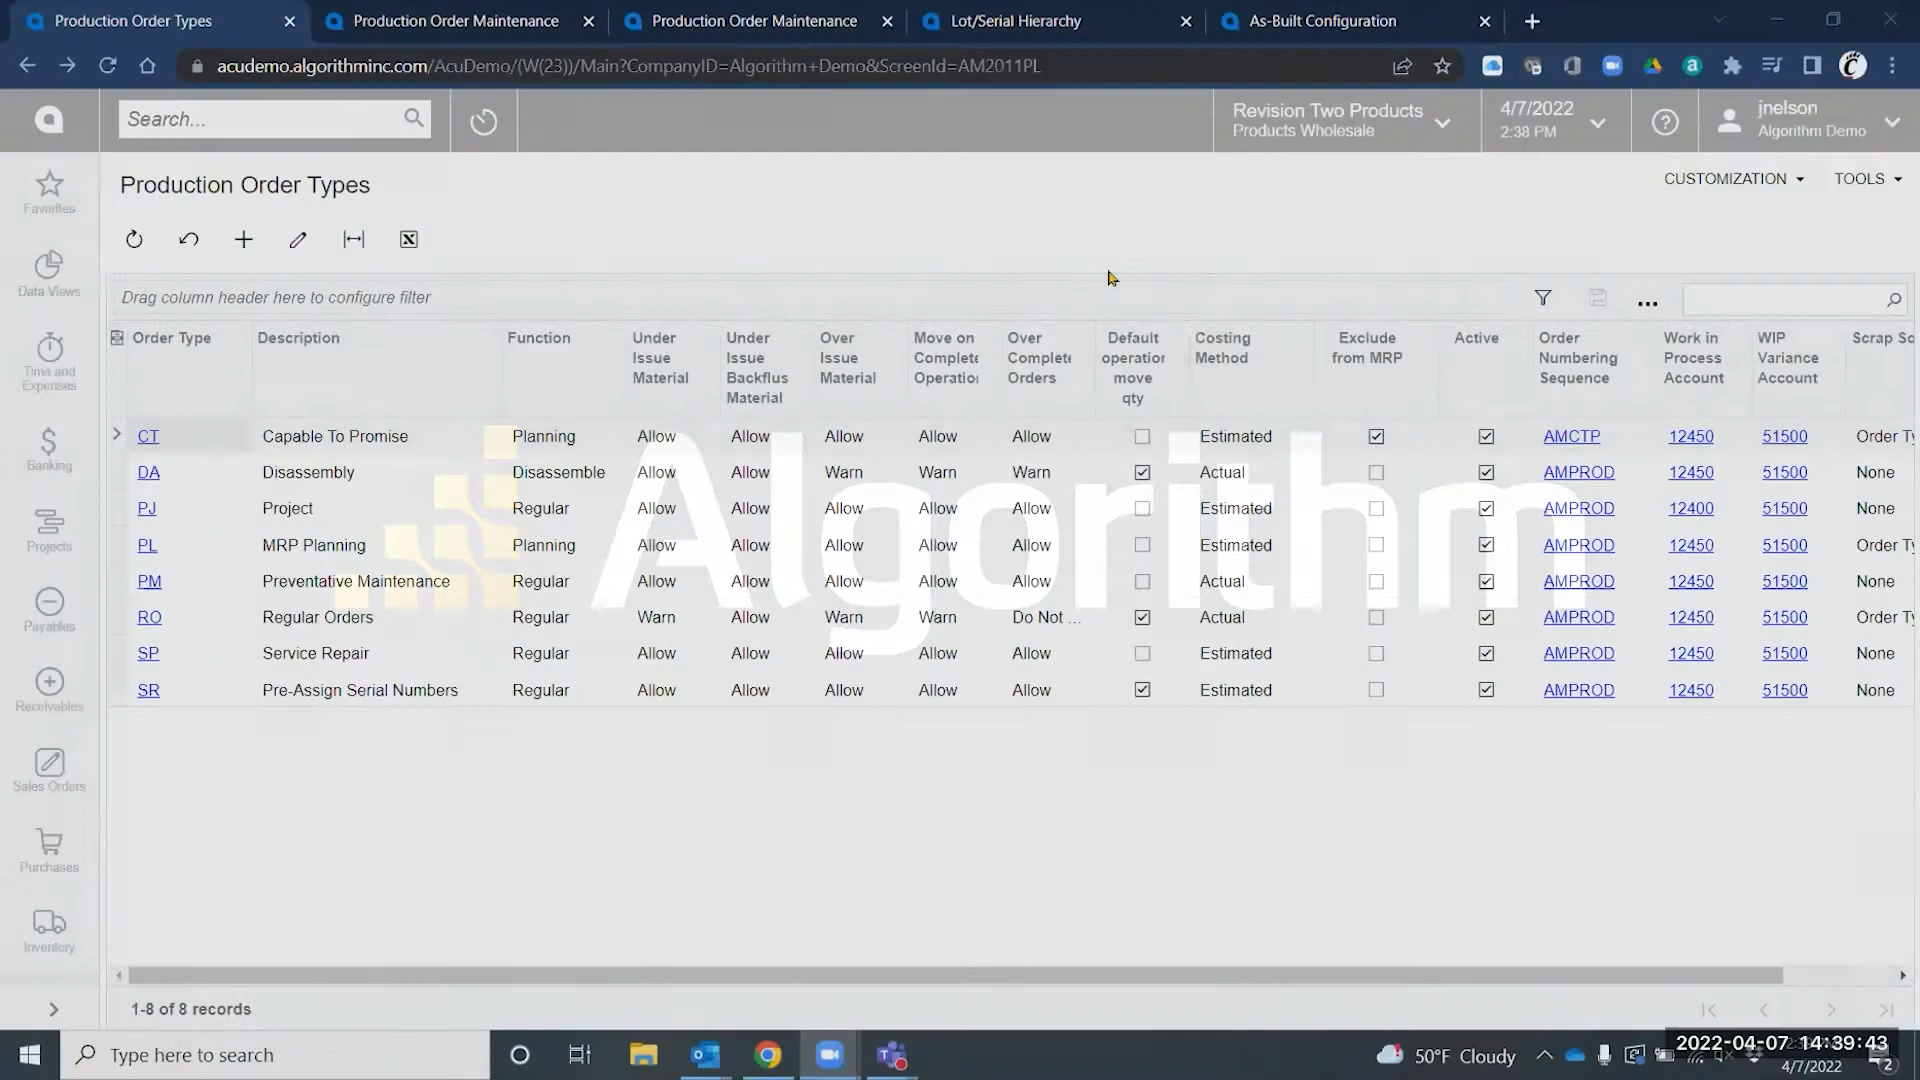 Production Order Types
Production Order Maintenance
Production Order Maintenance
Lot/Serial Hierarchy
As-Built Configuration
acudemo.algorithminc.com/AcuDemo/(W(23))/Main?CompanyID=Algorithm+Demo&ScreenId=AM2011PL
Search...
Revision Two Products
Products Wholesale
4/7/2022
2:38 PM
jnelson
Algorithm Demo
Favorites
Data Views
Time and
Expenses
Banking
Projects
Payables
Receivables
Sales Orders
Purchases
Inventory
Production Order Types
CUSTOMIZATION
TOOLS
Drag column header here to configure filter
Order Type
Description
Function
Under
Issue
Material
Under
Issue
Backflus
Material
Over
Issue
Material
Move on
Complete
Operation
Over
Complete
Orders
Default
operation
move
qty
Costing
Method
Exclude
from MRP
Active
Order
Numbering
Sequence
Work in
Process
Account
WIP
Variance
Account
Scrap So
CT Capable To Promise Planning Allow Allow Allow Allow Allow Estimated AMCTP 12450 51500 Order Ty
DA Disassembly Disassemble Allow Allow Warn Warn Warn Actual AMPROD 12450 51500 None
PJ Project Regular Allow Allow Allow Allow Allow Estimated AMPROD 12400 51500 None
PL MRP Planning Planning Allow Allow Allow Allow Allow Estimated AMPROD 12450 51500 Order Ty
PM Preventative Maintenance Regular Allow Allow Allow Allow Allow Actual AMPROD 12450 51500 None
RO Regular Orders Regular Warn Allow Warn Warn Do Not ... Actual AMPROD 12450 51500 Order Ty
SP Service Repair Regular Allow Allow Allow Allow Allow Estimated AMPROD 12450 51500 None
SR Pre-Assign Serial Numbers Regular Allow Allow Allow Allow Allow Estimated AMPROD 12450 51500 None
Algorithm
1-8 of 8 records
Type here to search
50°F Cloudy
2022-04-07 14:39:43
4/7/2022
2